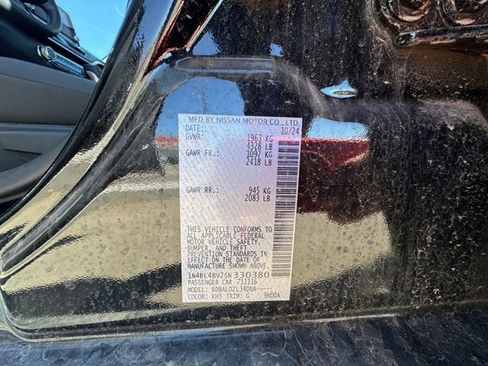 MFD BY NISSAN MOTOR CO., LTD.
DATE: 10/24
GVWR: 1963 KG
4328 LB
GAWR FR.: 1097 KG
2418 LB
GAWR RR.: 945 KG
2083 LB
THIS VEHICLE CONFORMS TO
ALL APPLICABLE FEDERAL
MOTOR VEHICLE SAFETY,
BUMPER, AND THEFT
PREVENTION STANDARDS IN
EFFECT ON THE DATE OF
MANUFACTURE SHOWN ABOVE.
1N4BL4BV2SN330380
PASSENGER CAR
COLOR: KH3 TRIM: G